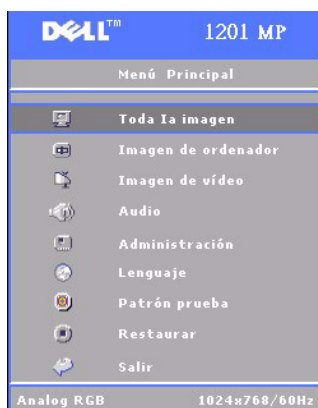 DELL™ 1201 MP
Menú Principal
Toda Ia imagen
Imagen de ordenador
Imagen de vídeo
Audio
Administración
Lenguaje
Patrón prueba
Restaurar
Salir
Analog RGB 1024x768/60Hz